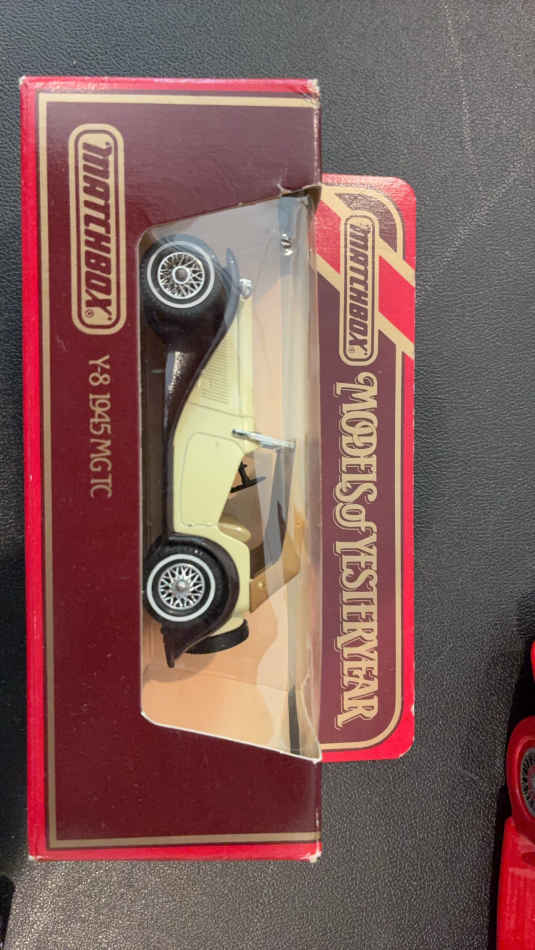 MATCHBOX
MODELS of YESTERYEAR
MATCHBOX
Y-8 1945 MG TC